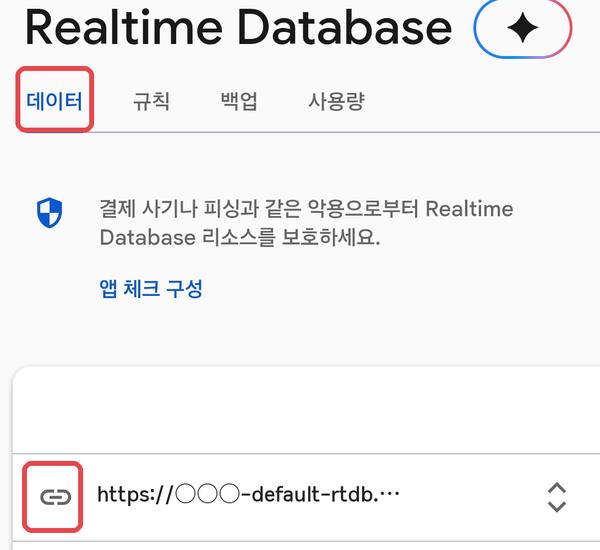 Realtime Database
데이터 규칙 백업 사용량
결제 사기나 피싱과 같은 악용으로부터 Realtime
Database 리소스를 보호하세요.
앱 체크 구성
https://〇〇〇-default-rtdb.…